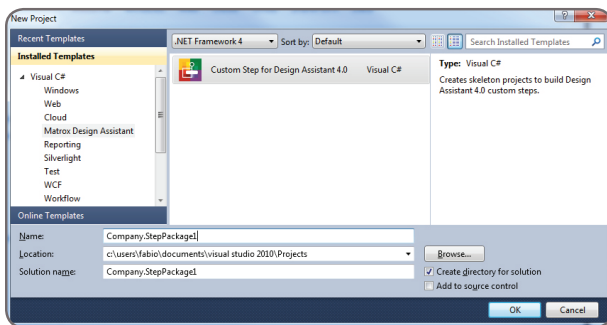 New Project
Recent Templates
.NET Framework 4 Sort by: Default Search Installed Templates
Installed Templates
Visual C#
Windows
Web
Cloud
Matrox Design Assistant
Reporting
Silverlight
Test
WCF
Workflow
Online Templates
Custom Step for Design Assistant 4.0 Visual C#
Type: Visual C#
Creates skeleton projects to build Design
Assistant 4.0 custom steps.
Name: Company.StepPackage1
Location: c:\users\fabio\documents\visual studio 2010\Projects Browse...
Solution name: Company.StepPackage1 Create directory for solution
Add to source control
OK Cancel